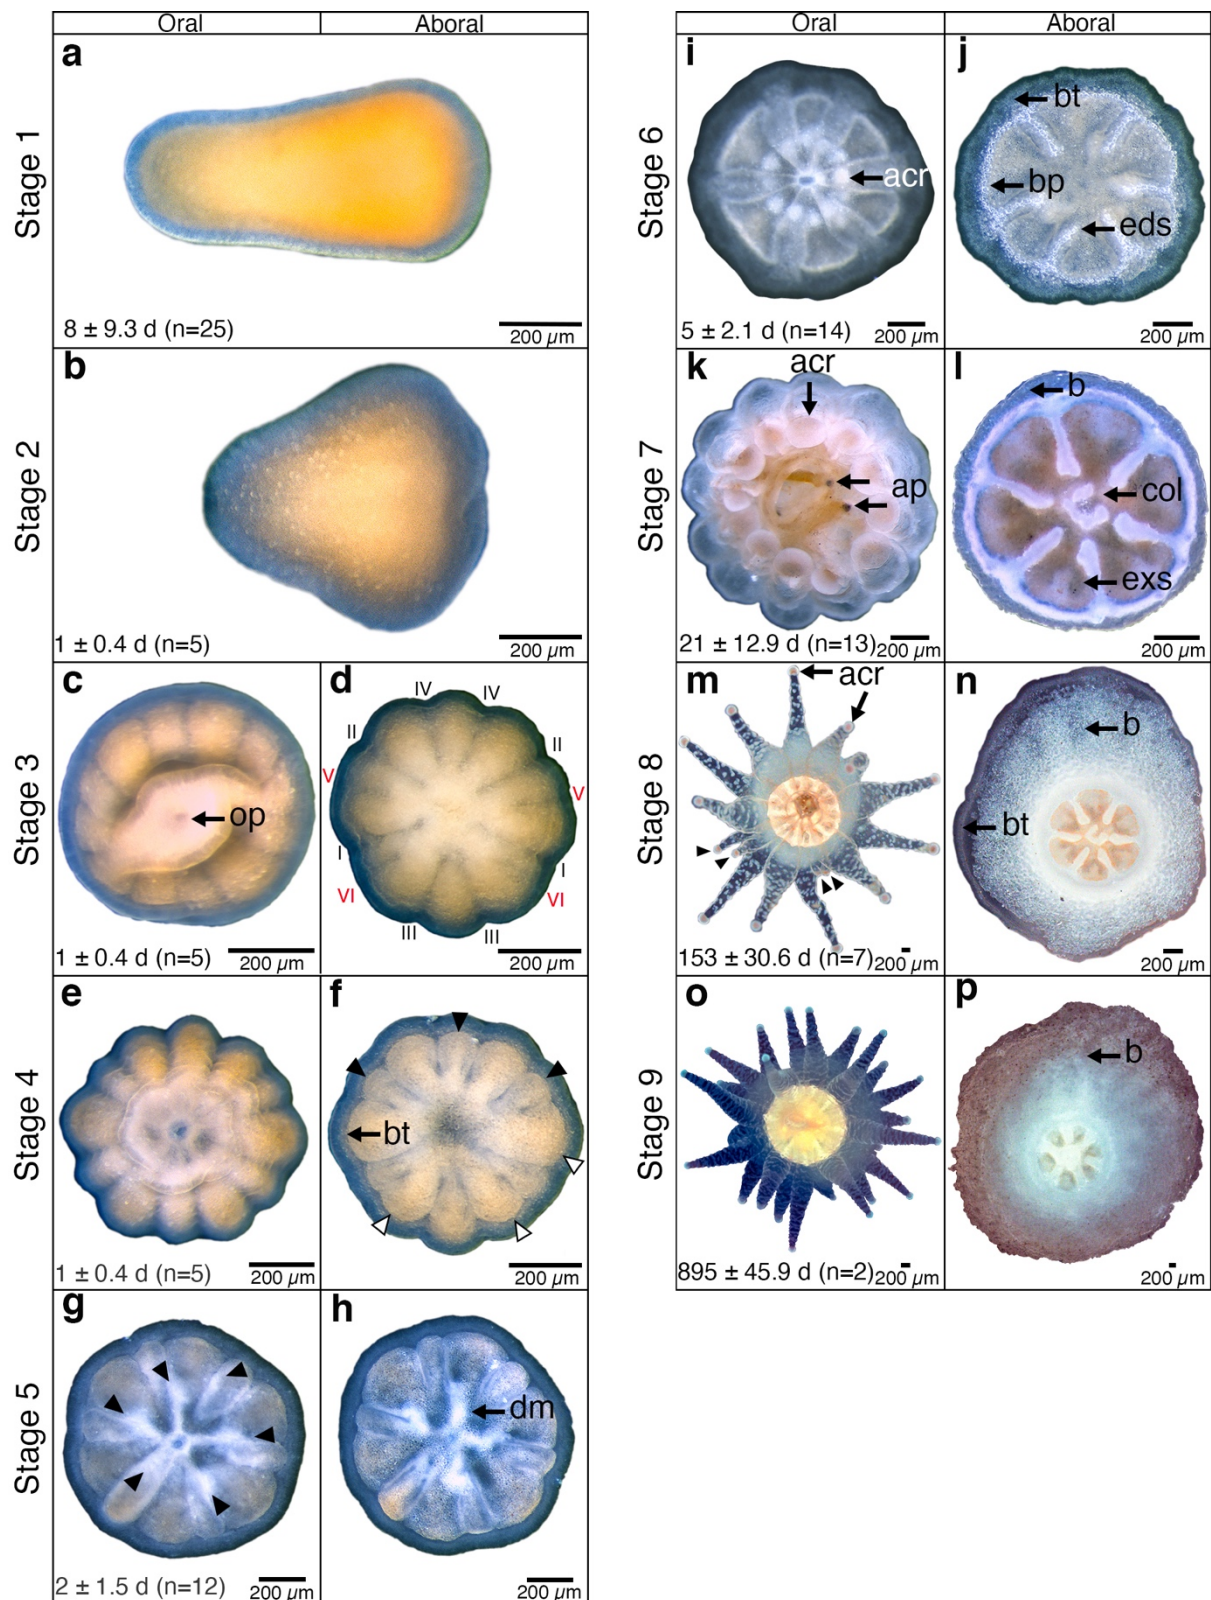 Oral Aboral
Stage 1
a
8 ± 9.3 d (n=25)
200 µm
Stage 2
b
1 ± 0.4 d (n=5)
200 µm
Stage 3
c
op
1 ± 0.4 d (n=5)
200 µm
d
IV IV
II II
V V
I I
VI VI
III III
200 µm
Stage 4
e
1 ± 0.4 d (n=5)
200 µm
f
bt
200 µm
Stage 5
g
2 ± 1.5 d (n=12)
200 µm
h
dm
200 µm
Oral Aboral
Stage 6
i
acr
5 ± 2.1 d (n=14)
200 µm
j
bt
bp
eds
200 µm
Stage 7
k
acr
ap
21 ± 12.9 d (n=13)
200 µm
l
b
col
exs
200 µm
Stage 8
m
acr
153 ± 30.6 d (n=7)
200 µm
n
b
bt
200 µm
Stage 9
o
895 ± 45.9 d (n=2)
200 µm
p
b
200 µm